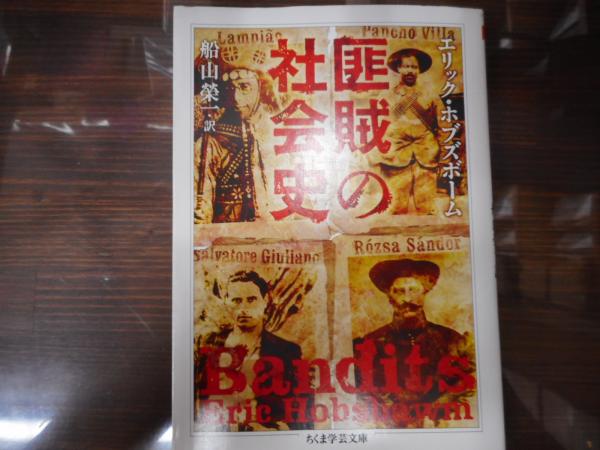 エリック・ホブズボーム
匪賊の
社会史
船山榮一・訳
Lampião
Pancho Villa
Salvatore Giuliano
Rózsa Sándor
Bandits
Eric Hobsbawm
ちくま学芸文庫